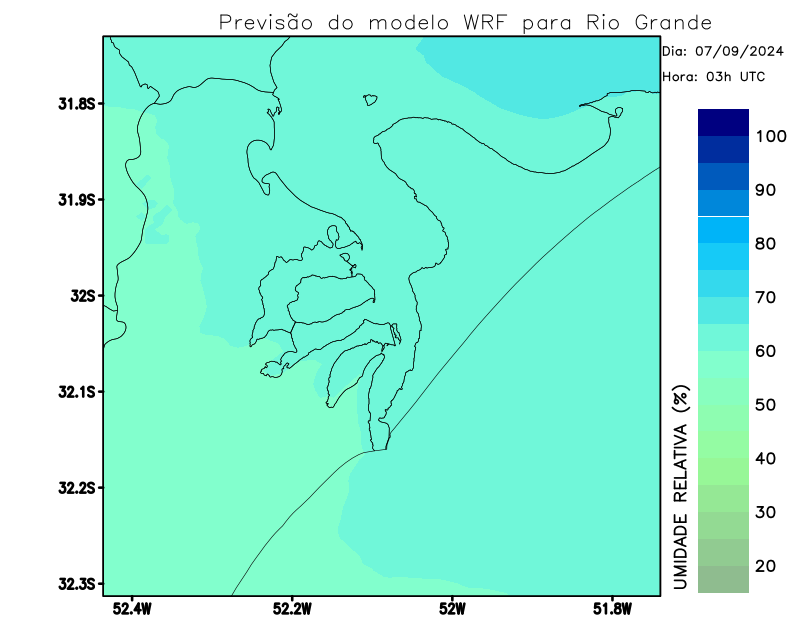 Previsão do modelo WRF para Rio Grande
Dia: 07/09/2024
Hora: 03h UTC
31.8S
31.9S
32S
32.1S
32.2S
32.3S
52.4W
52.2W
52W
51.8W
100
90
80
70
60
50
40
30
20
UMIDADE RELATIVA (%)